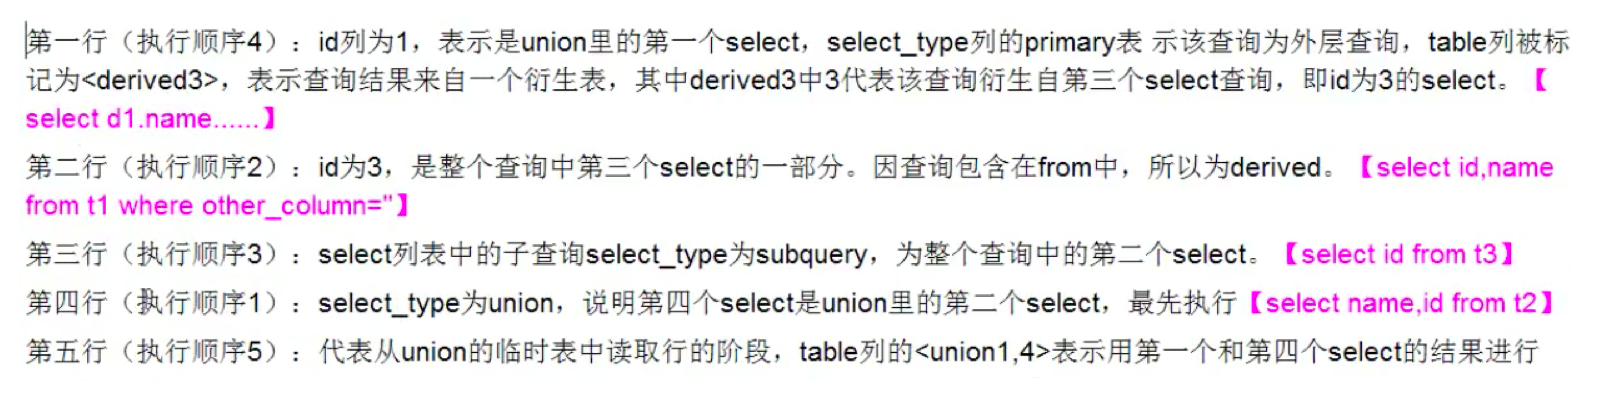 第一行（执行顺序4）：id列为1，表示是union里的第一个select，select_type列的primary表 示该查询为外层查询，table列被标
记为<derived3>，表示查询结果来自一个衍生表，其中derived3中3代表该查询衍生自第三个select查询，即id为3的select。【
select d1.name......】
第二行（执行顺序2）：id为3，是整个查询中第三个select的一部分。因查询包含在from中，所以为derived。【select id,name
from t1 where other_column=''】
第三行（执行顺序3）：select列表中的子查询select_type为subquery，为整个查询中的第二个select。【select id from t3】
第四行（执行顺序1）：select_type为union，说明第四个select是union里的第二个select，最先执行【select name,id from t2】
第五行（执行顺序5）：代表从union的临时表中读取行的阶段，table列的<union1,4>表示用第一个和第四个select的结果进行